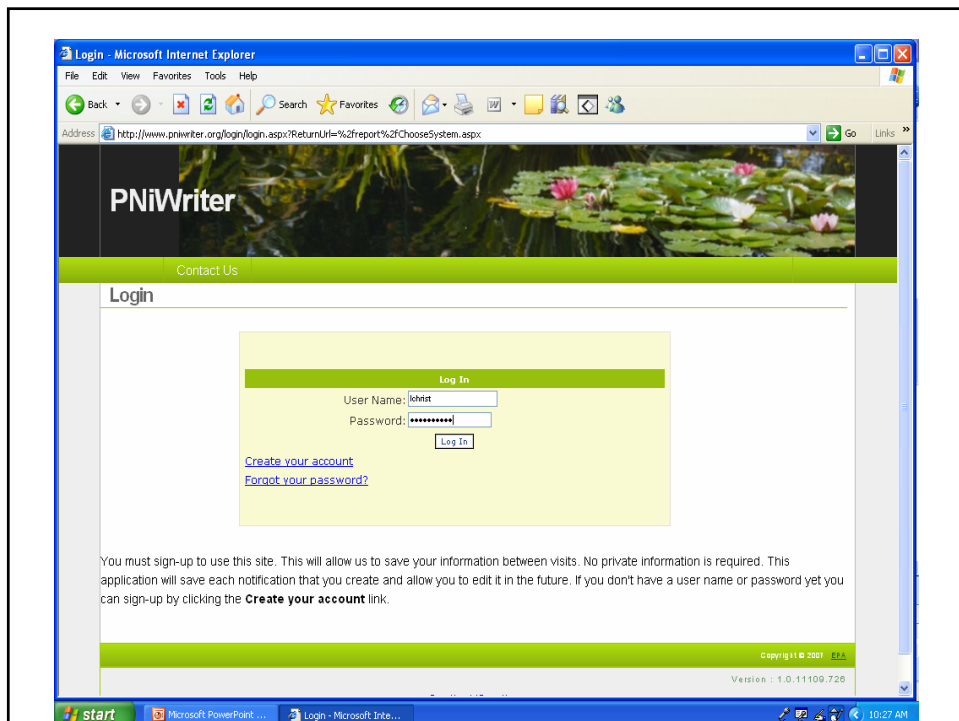 Login - Microsoft Internet Explorer
File Edit View Favorites Tools Help
Back Search Favorites
Address http://www.pniwriter.org/login/login.aspx?ReturnUrl=%2freport%2fChooseSystem.aspx Go Links »
PNiWriter
Contact Us
Login
Log In
User Name: lchrist
Password: ••••••••••
Log In
Create your account
Forgot your password?
You must sign-up to use this site. This will allow us to save your information between visits. No private information is required. This
application will save each notification that you create and allow you to edit it in the future. If you don't have a user name or password yet you
can sign-up by clicking the Create your account link.
Copyright © 2007 EPA
Version : 1.0.11109.726
start Microsoft PowerPoint ... Login - Microsoft Inte... 10:27 AM